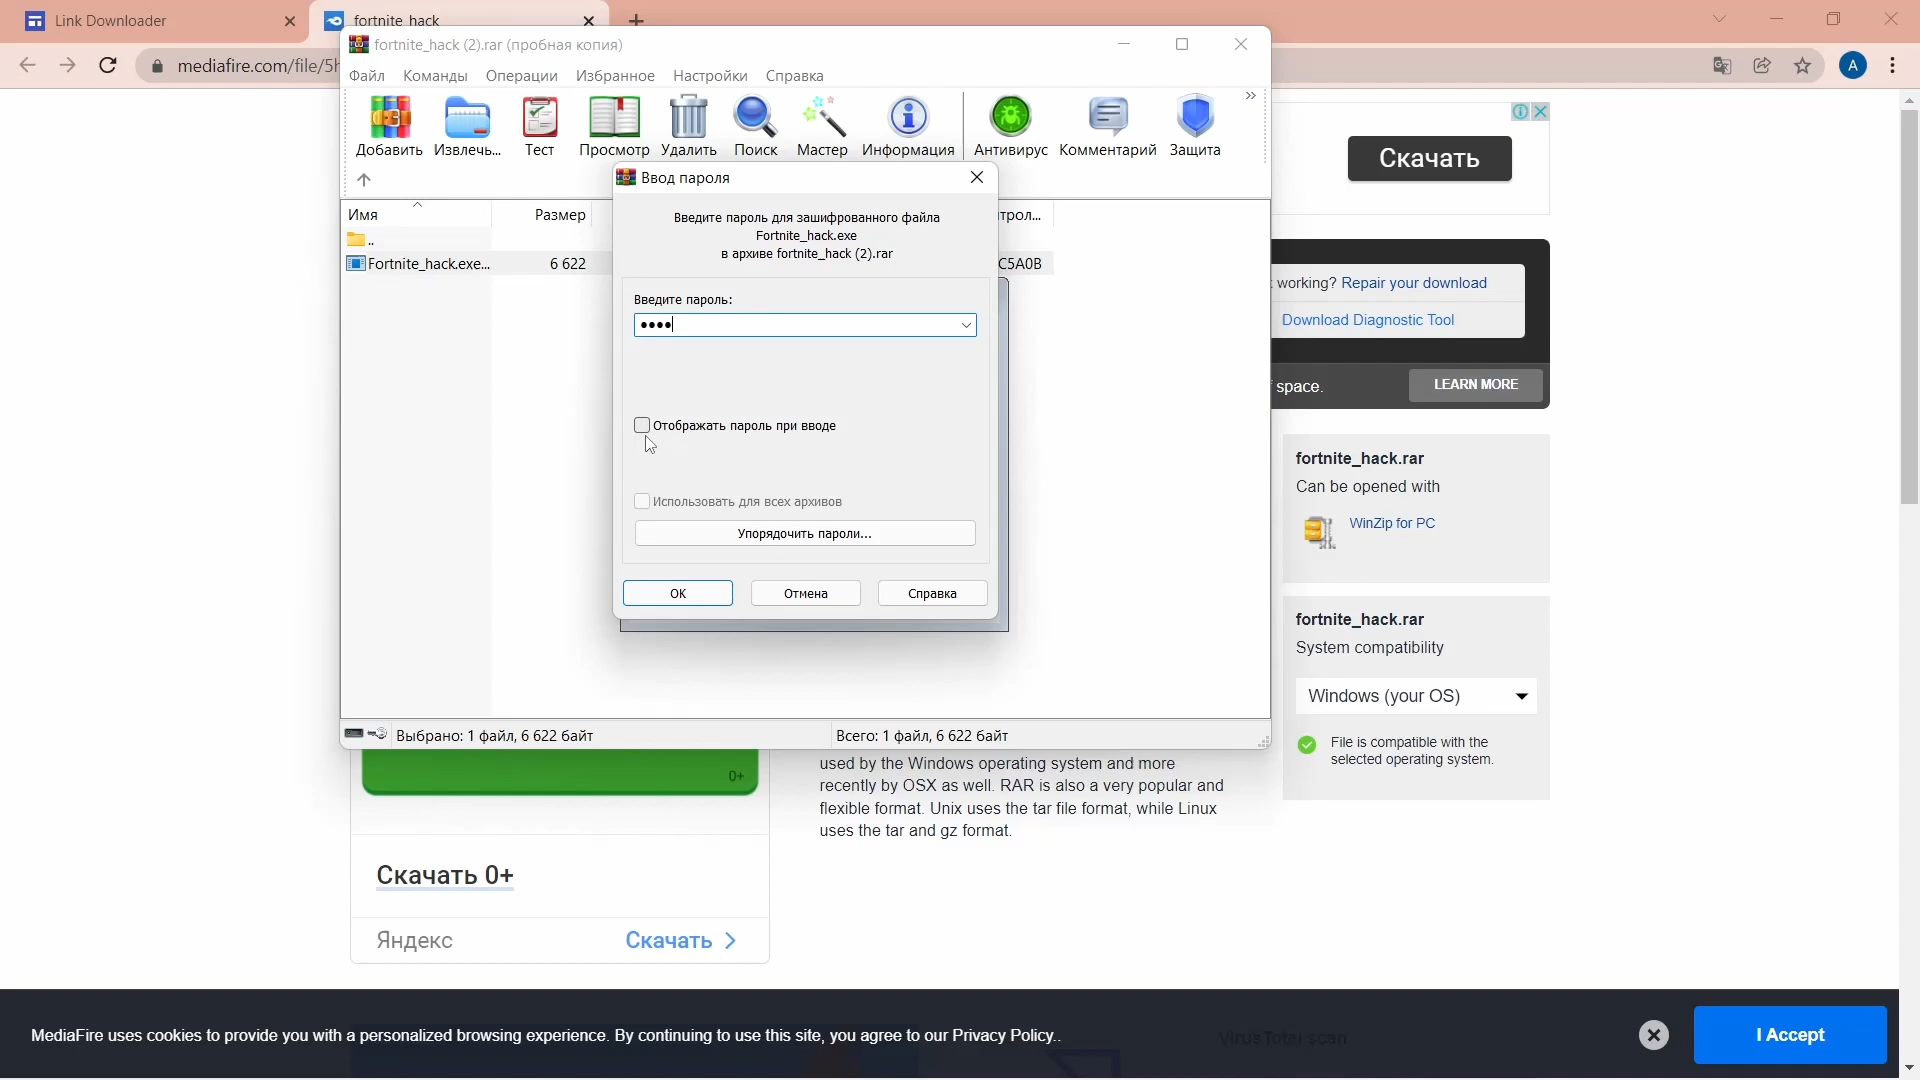 Link Downloader
fortnite hack
mediafire.com/file/5h
fortnite_hack (2).rar (пробная копия)
Файл Команды Операции Избранное Настройки Справка
Добавить Извлечь... Тест Просмотр Удалить Поиск Мастер Информация Антивирус Комментарий Защита
A
Скачать
Имя Размер трол...
..
Fortnite_hack.exe... 6 622 C5A0B
Ввод пароля
Введите пароль для зашифрованного файла
Fortnite_hack.exe
в архиве fortnite_hack (2).rar
Введите пароль:
••••
Отображать пароль при вводе
Использовать для всех архивов
Упорядочить пароли...
OK Отмена Справка
Выбрано: 1 файл, 6 622 байт Всего: 1 файл, 6 622 байт
working? Repair your download
Download Diagnostic Tool
space.
LEARN MORE
fortnite_hack.rar
Can be opened with
WinZip for PC
fortnite_hack.rar
System compatibility
Windows (your OS)
File is compatible with the
selected operating system.
0+
Скачать 0+
Яндекс Скачать
used by the Windows operating system and more
recently by OSX as well. RAR is also a very popular and
flexible format. Unix uses the tar file format, while Linux
uses the tar and gz format.
VirusTotal scan
MediaFire uses cookies to provide you with a personalized browsing experience. By continuing to use this site, you agree to our Privacy Policy..
I Accept